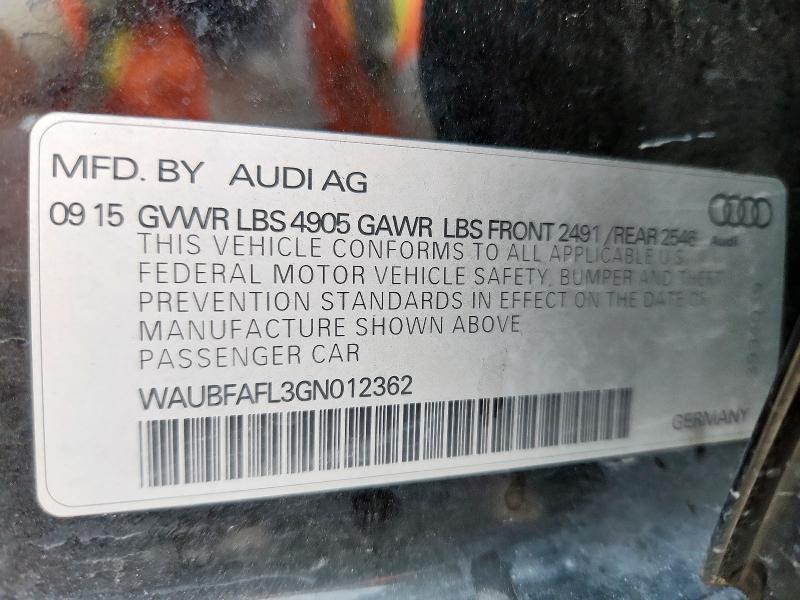 MFD. BY AUDI AG
09 15 GVWR LBS 4905 GAWR LBS FRONT 2491 /REAR 2546
Audi
THIS VEHICLE CONFORMS TO ALL APPLICABLE U.S.
FEDERAL MOTOR VEHICLE SAFETY, BUMPER AND THEFT
PREVENTION STANDARDS IN EFFECT ON THE DATE OF
MANUFACTURE SHOWN ABOVE
PASSENGER CAR
WAUBFAFL3GN012362
GERMANY